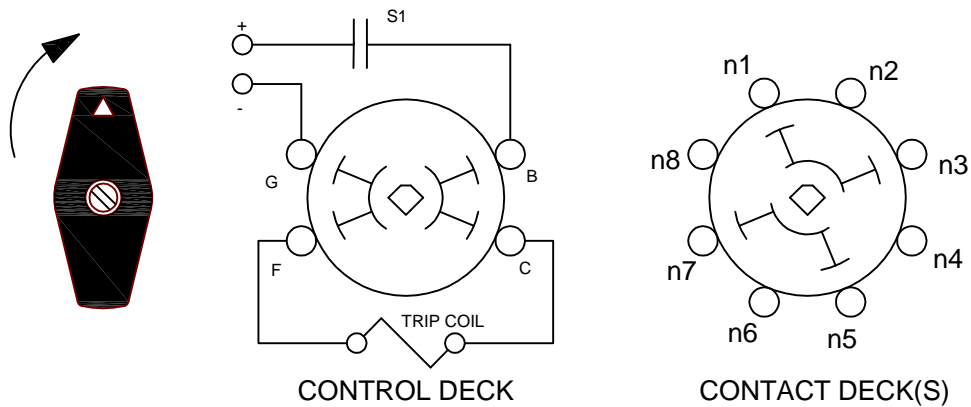 +
S1
-
G
B
F
C
TRIP COIL
CONTROL DECK
n1
n2
n8
n3
n7
n4
n6
n5
CONTACT DECK(S)